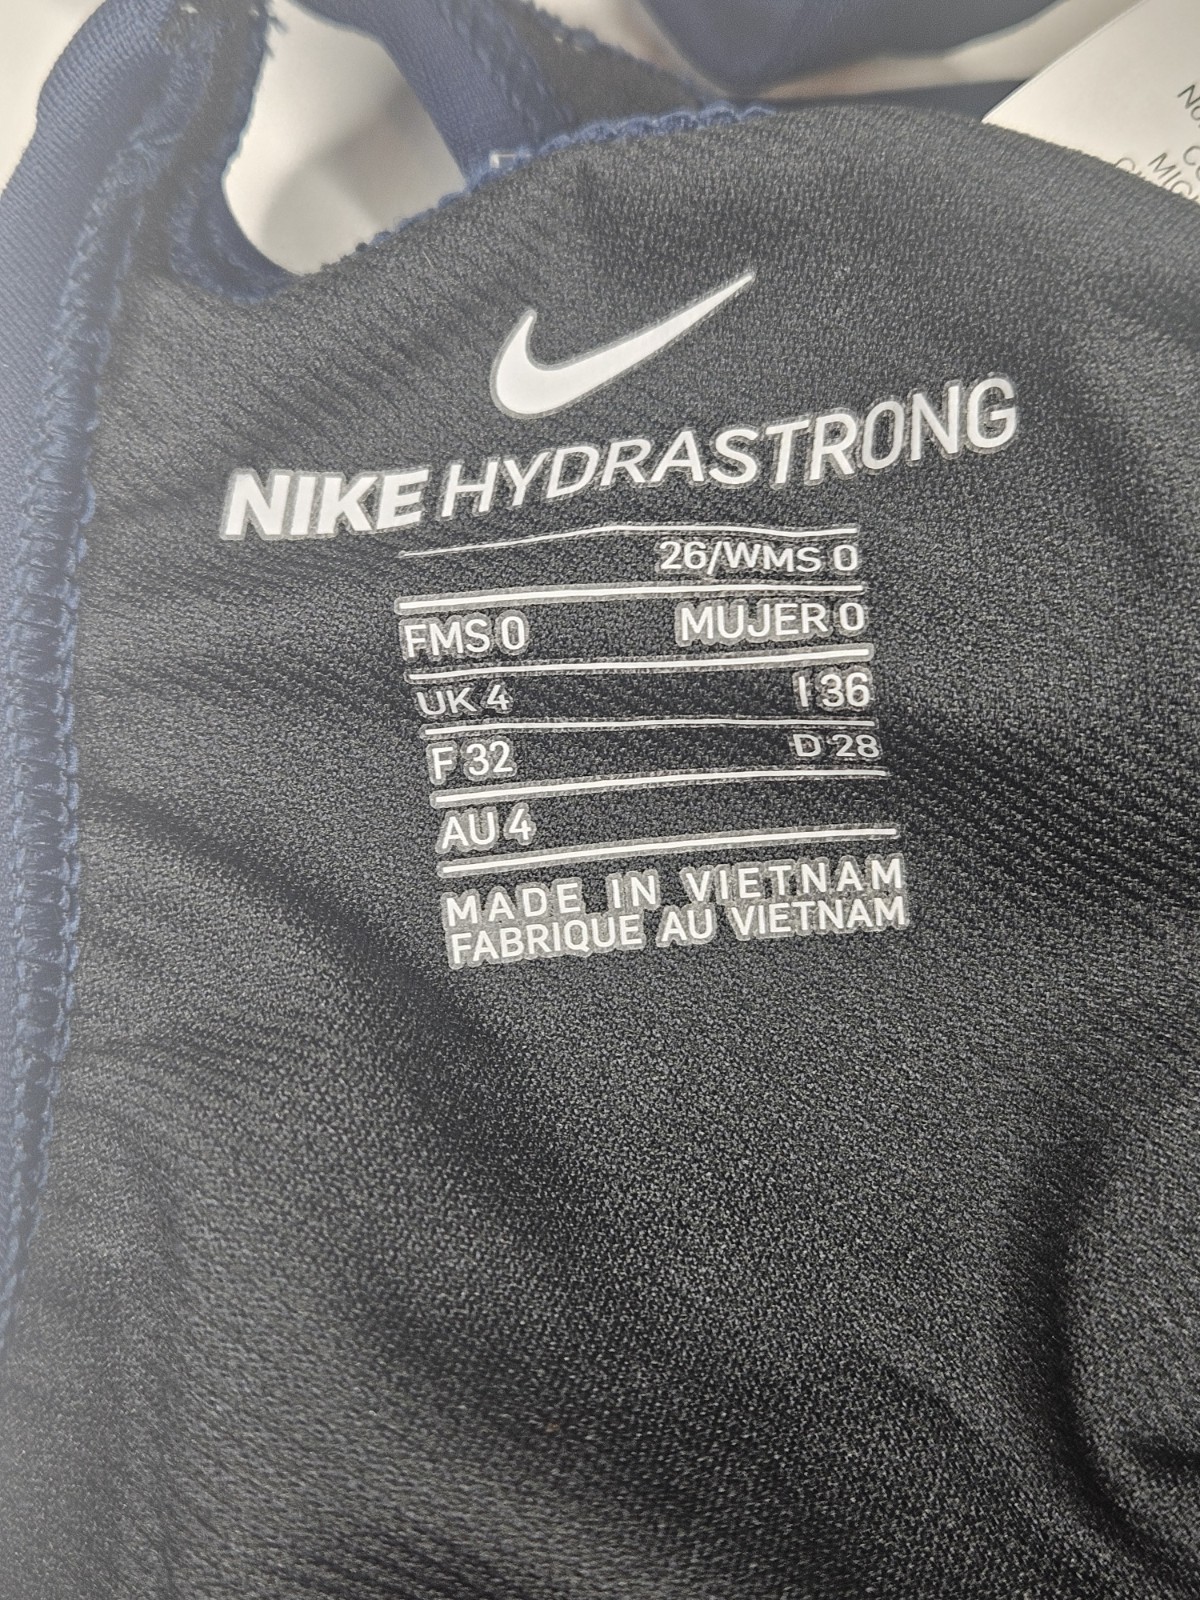 NIKE HYDRASTRONG
26/WMS 0
FMS 0 MUJER 0
UK 4 I 36
F 32 D 28
AU 4
MADE IN VIETNAM
FABRIQUE AU VIETNAM